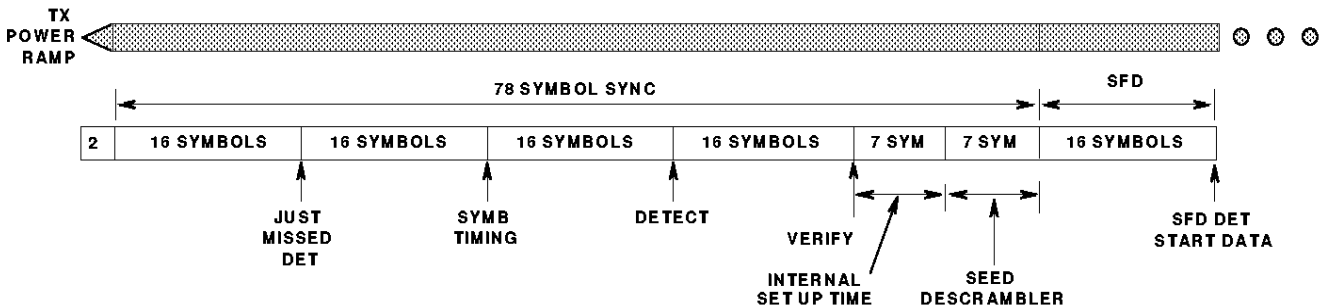 TX
POWER
RAMP
78 SYMBOL SYNC
SFD
2
16 SYMBOLS
16 SYMBOLS
16 SYMBOLS
16 SYMBOLS
7 SYM
7 SYM
16 SYMBOLS
JUST
MISSED
DET
SYMB
TIMING
DETECT
VERIFY
INTERNAL
SET UP TIME
SEED
DESCRAMBLER
SFD DET
START DATA